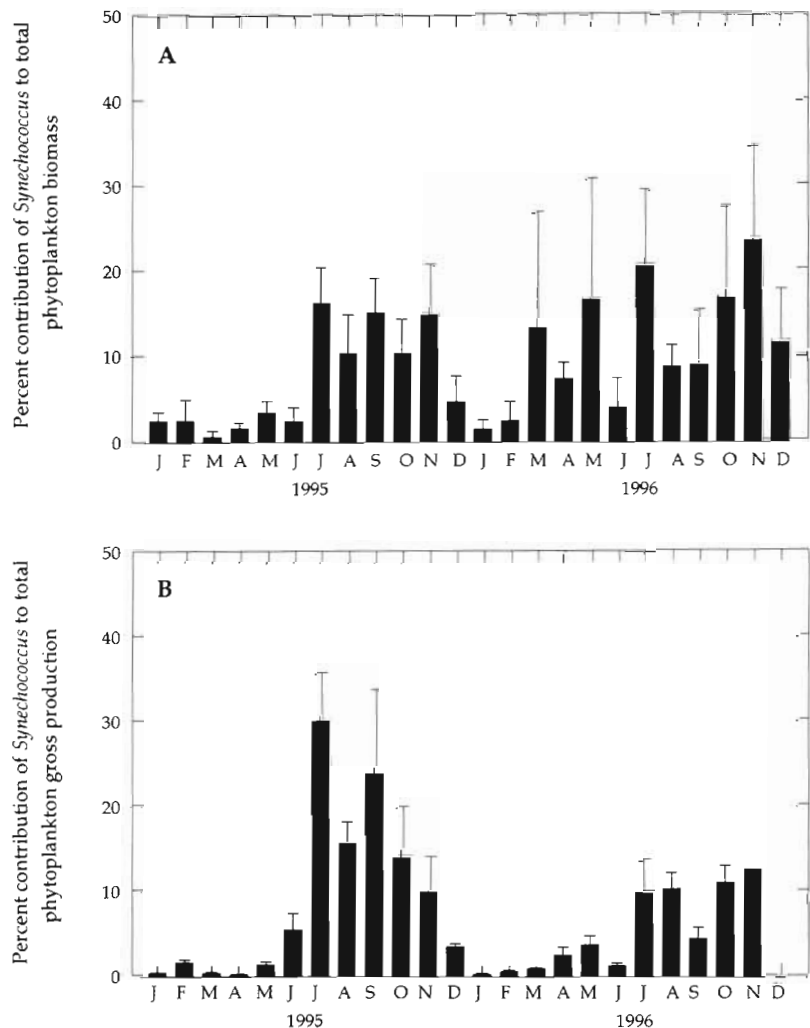 Percent contribution of Synechococcus to total
phytoplankton biomass
A
50
40
30
20
10
0
J F M A M J J A S O N D J F M A M J J A S O N D
1995 1996
Percent contribution of Synechococcus to total
phytoplankton gross production
B
50
40
30
20
10
0
J F M A M J J A S O N D J F M A M J J A S O N D
1995 1996